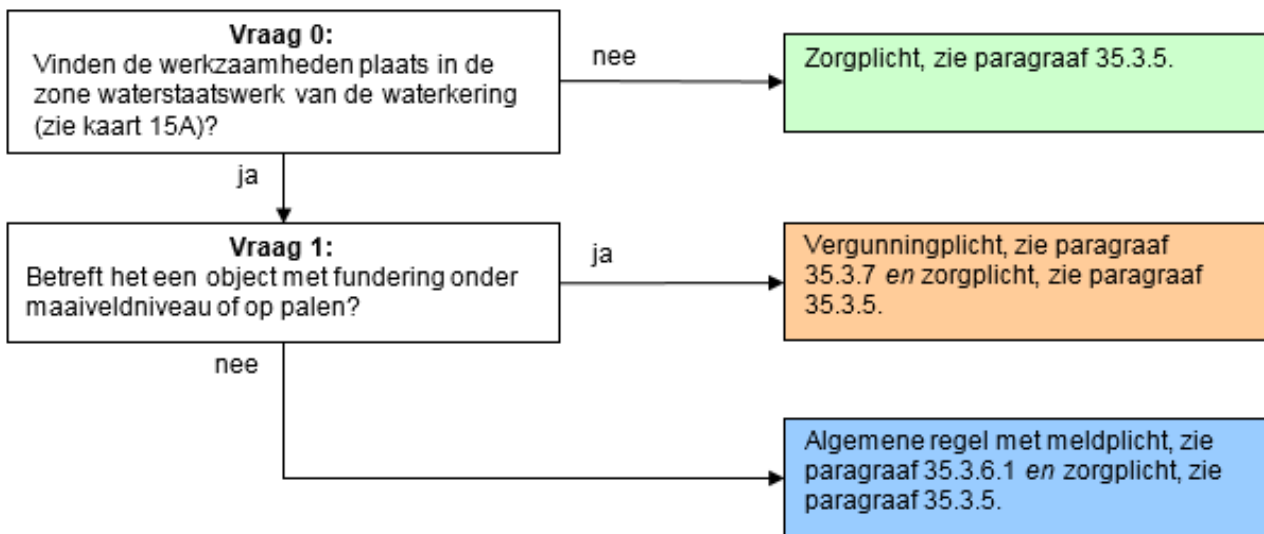 Vraag 0:
Vinden de werkzaamheden plaats in de
zone waterstaatswerk van de waterkering
(zie kaart 15A)?
nee
Zorgplicht, zie paragraaf 35.3.5.
ja
Vraag 1:
Betreft het een object met fundering onder
maaiveldniveau of op palen?
ja
Vergunningplicht, zie paragraaf
35.3.7 en zorgplicht, zie paragraaf
35.3.5.
nee
Algemene regel met meldplicht, zie
paragraaf 35.3.6.1 en zorgplicht, zie
paragraaf 35.3.5.